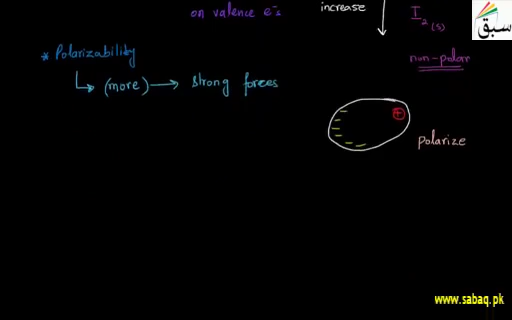 on valence e⁻s
increase
I₂(s)
سبق
non-polar
* Polarizability
(more) → strong forces
+
polarize
www.sabaq.pk